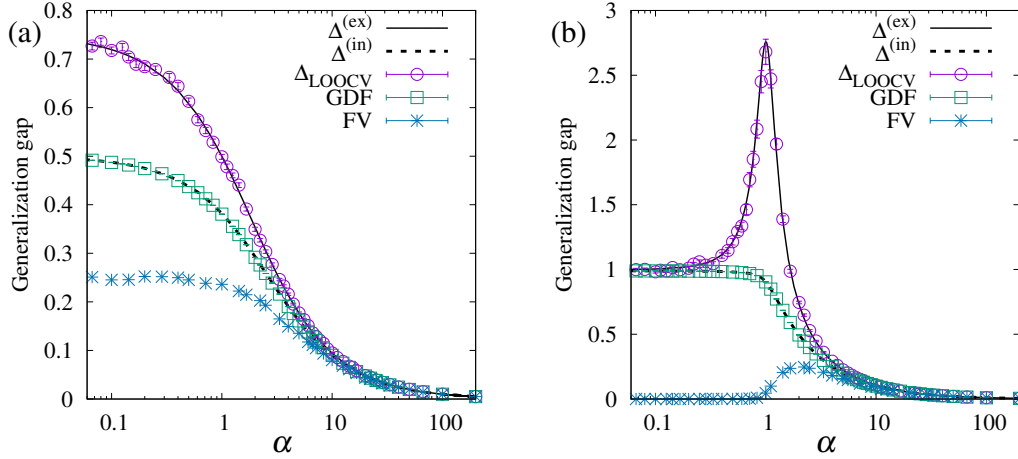 (a)
Generalization gap
0.8
0.7
0.6
0.5
0.4
0.3
0.2
0.1
0
0.1
1
10
100
α
Δ^(ex)
Δ^(in)
Δ_LOOCV
GDF
FV
(b)
Generalization gap
3
2.5
2
1.5
1
0.5
0
0.1
1
10
100
α
Δ^(ex)
Δ^(in)
Δ_LOOCV
GDF
FV